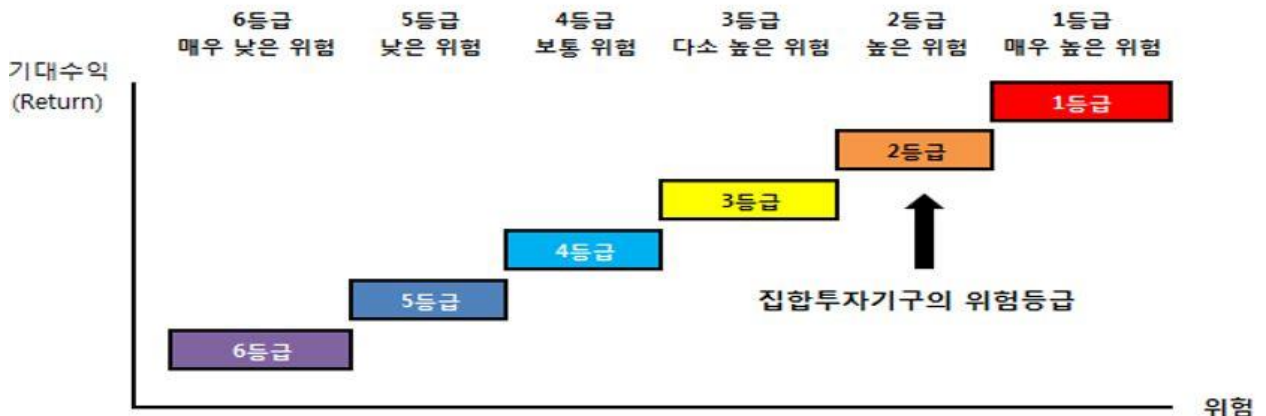 6등급 5등급 4등급 3등급 2등급 1등급
매우 낮은 위험 낮은 위험 보통 위험 다소 높은 위험 높은 위험 매우 높은 위험
기대수익
(Return)
1등급
2등급
3등급
4등급
5등급
집합투자기구의 위험등급
6등급
위험